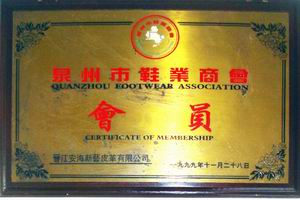 泉州市鞋業商會
QUANZHOU FOOTWEAR ASSOCIATION
會 員
CERTIFICATE OF MEMBERSHIP
晋江安海新藝皮革有限公司
一九九九年十一月二十八日